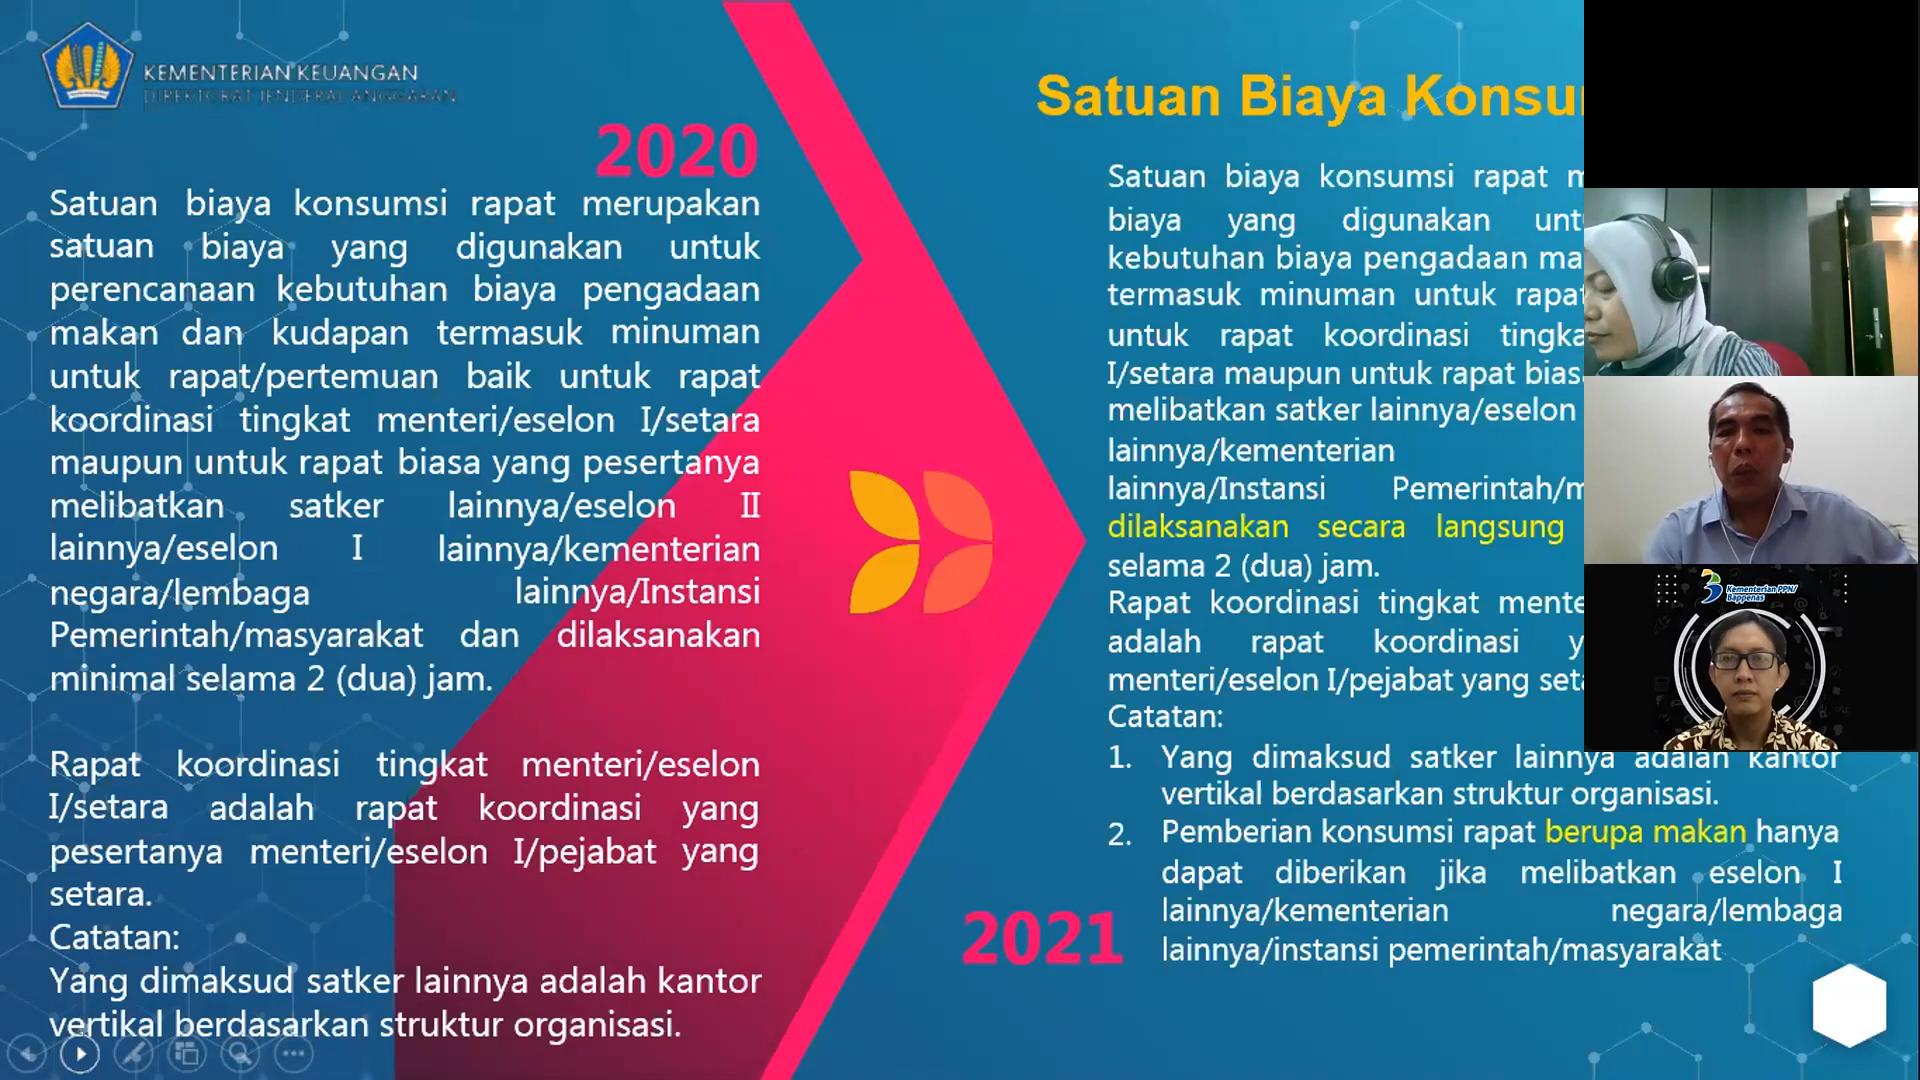 KEMENTERIAN KEUANGAN
DIREKTORAT JENDERAL ANGGARAN
2020
Satuan biaya konsumsi rapat merupakan
satuan biaya yang digunakan untuk
perencanaan kebutuhan biaya pengadaan
makan dan kudapan termasuk minuman
untuk rapat/pertemuan baik untuk rapat
koordinasi tingkat menteri/eselon I/setara
maupun untuk rapat biasa yang pesertanya
melibatkan satker lainnya/eselon II
lainnya/eselon I lainnya/kementerian
negara/lembaga lainnya/Instansi
Pemerintah/masyarakat dan dilaksanakan
minimal selama 2 (dua) jam.
Rapat koordinasi tingkat menteri/eselon
I/setara adalah rapat koordinasi yang
pesertanya menteri/eselon I/pejabat yang
setara.
Catatan:
Yang dimaksud satker lainnya adalah kantor
vertikal berdasarkan struktur organisasi.
Satuan Biaya
Satuan biaya konsumsi rapat
biaya yang digunakan
kebutuhan biaya pengadaan
termasuk minuman untuk
untuk rapat koordinasi
I/setara maupun untuk rapat
melibatkan satker lainnya/eselon
lainnya/kementerian
lainnya/Instansi
dilaksanakan secara langsung
selama 2 (dua) jam.
Rapat koordinasi tingkat
adalah rapat koordinasi
menteri/eselon I/pejabat yang
Catatan:
1. Yang dimaksud satker lainnya adalah kantor
vertikal berdasarkan struktur organisasi.
2. Pemberian konsumsi rapat berupa makan hanya
dapat diberikan jika melibatkan eselon I
lainnya/kementerian negara/lembaga
lainnya/instansi pemerintah/masyarakat
2021
Kementerian PPN/
Bappenas